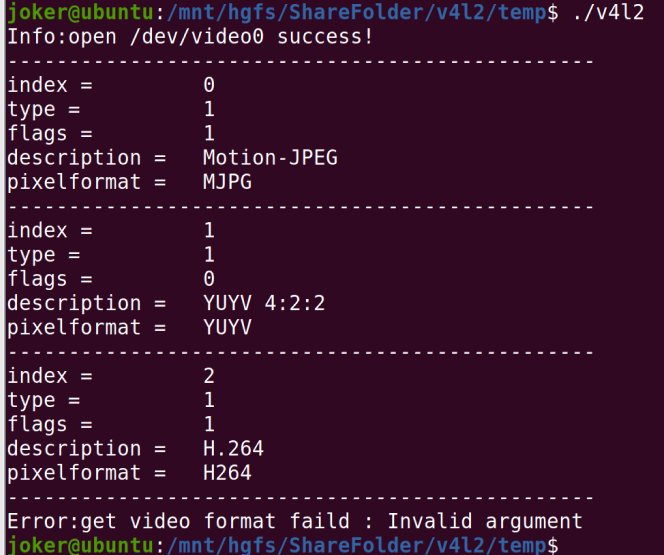 joker@ubuntu:/mnt/hgfs/ShareFolder/v4l2/temp$ ./v4l2
Info:open /dev/video0 success!
------------------------------------------------
index =         0
type =          1
flags =         1
description =   Motion-JPEG
pixelformat =   MJPG
------------------------------------------------
index =         1
type =          1
flags =         0
description =   YUYV 4:2:2
pixelformat =   YUYV
------------------------------------------------
index =         2
type =          1
flags =         1
description =   H.264
pixelformat =   H264
------------------------------------------------
Error:get video format faild : Invalid argument
joker@ubuntu:/mnt/hgfs/ShareFolder/v4l2/temp$